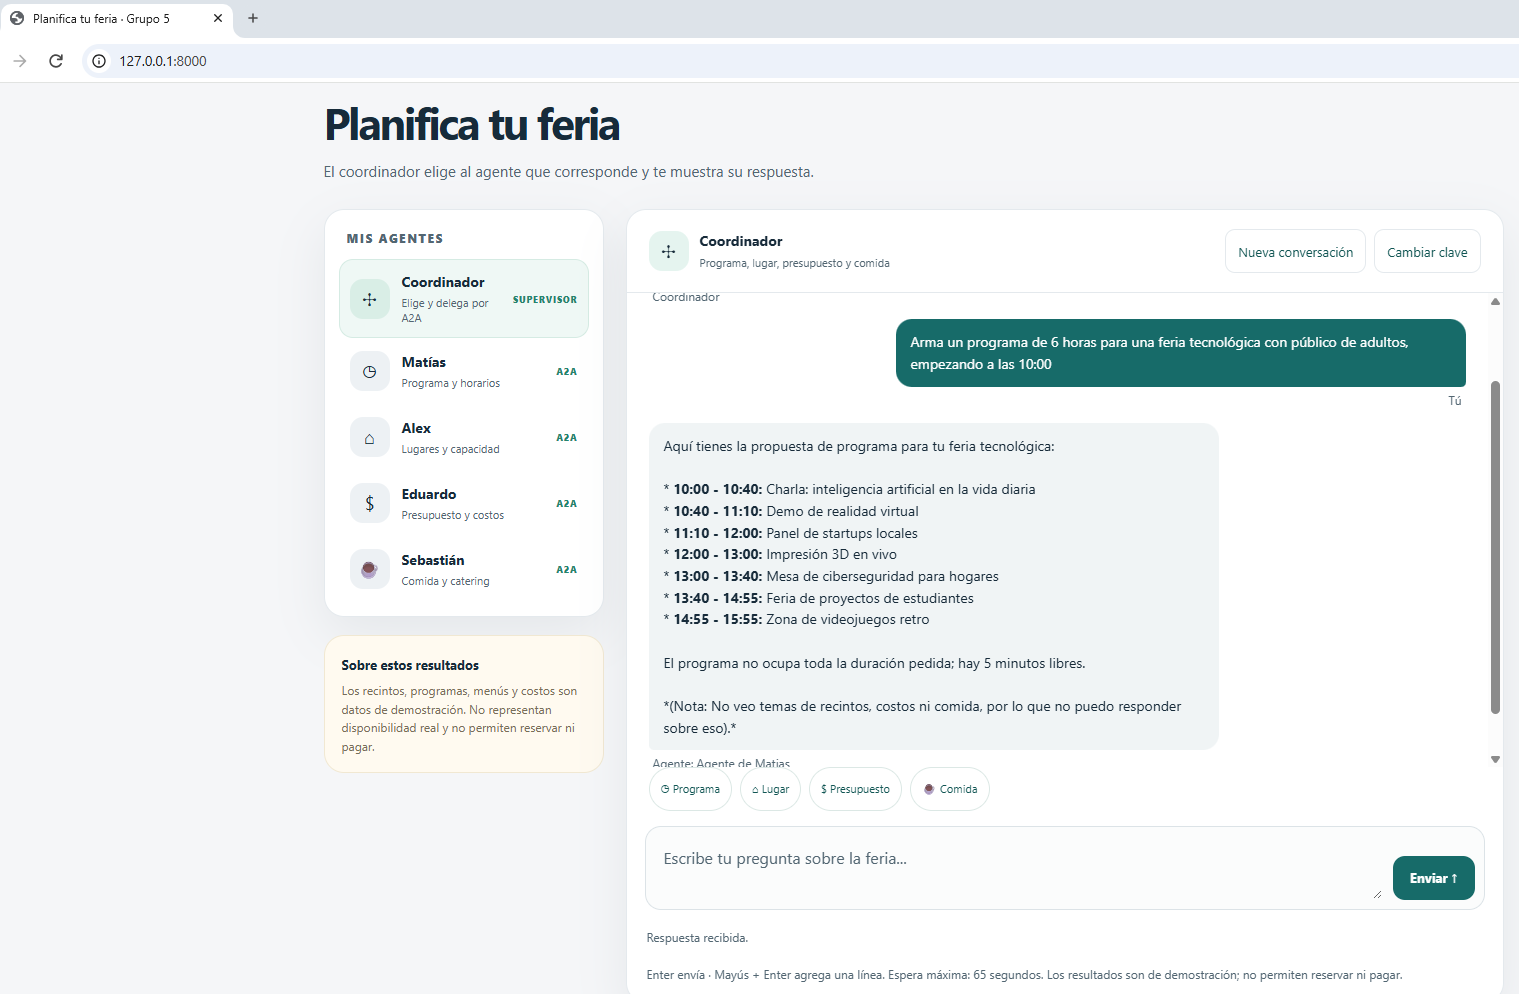 Planifica tu feria · Grupo 5
127.0.0.1:8000
Planifica tu feria
El coordinador elige al agente que corresponde y te muestra su respuesta.
MIS AGENTES
Coordinador
Elige y delega por
A2A
SUPERVISOR
Matías
Programa y horarios
A2A
Alex
Lugares y capacidad
A2A
Eduardo
Presupuesto y costos
A2A
Sebastián
Comida y catering
A2A
Sobre estos resultados
Los recintos, programas, menús y costos son
datos de demostración. No representan
disponibilidad real y no permiten reservar ni
pagar.
Coordinador
Programa, lugar, presupuesto y comida
Nueva conversación
Cambiar clave
Coordinador
Arma un programa de 6 horas para una feria tecnológica con público de adultos,
empezando a las 10:00
Tú
Aquí tienes la propuesta de programa para tu feria tecnológica:
* 10:00 - 10:40: Charla: inteligencia artificial en la vida diaria
* 10:40 - 11:10: Demo de realidad virtual
* 11:10 - 12:00: Panel de startups locales
* 12:00 - 13:00: Impresión 3D en vivo
* 13:00 - 13:40: Mesa de ciberseguridad para hogares
* 13:40 - 14:55: Feria de proyectos de estudiantes
* 14:55 - 15:55: Zona de videojuegos retro
El programa no ocupa toda la duración pedida; hay 5 minutos libres.
*(Nota: No veo temas de recintos, costos ni comida, por lo que no puedo responder
sobre eso).*
Agente: Agente de Matias
Programa
Lugar
$ Presupuesto
Comida
Escribe tu pregunta sobre la feria...
Enviar ↑
Respuesta recibida.
Enter envía · Mayús + Enter agrega una línea. Espera máxima: 65 segundos. Los resultados son de demostración; no permiten reservar ni pagar.